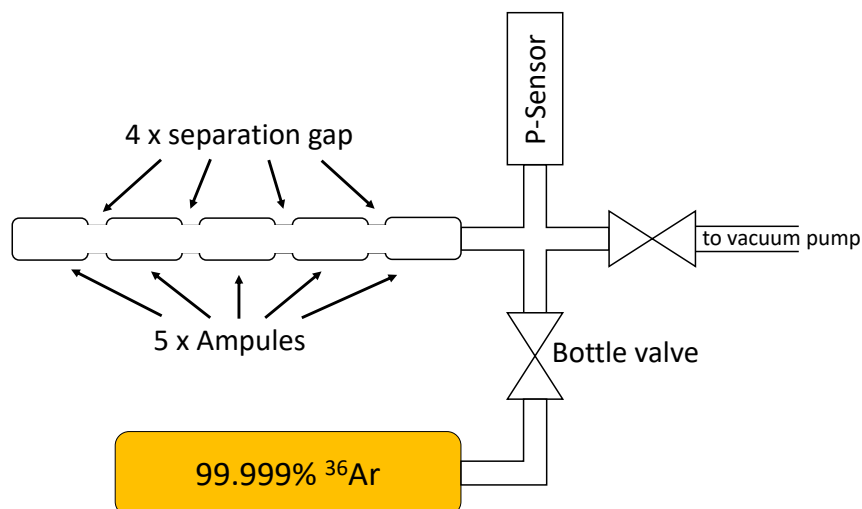 P-Sensor
4 x separation gap
to vacuum pump
5 x Ampules
Bottle valve
99.999% ³⁶Ar